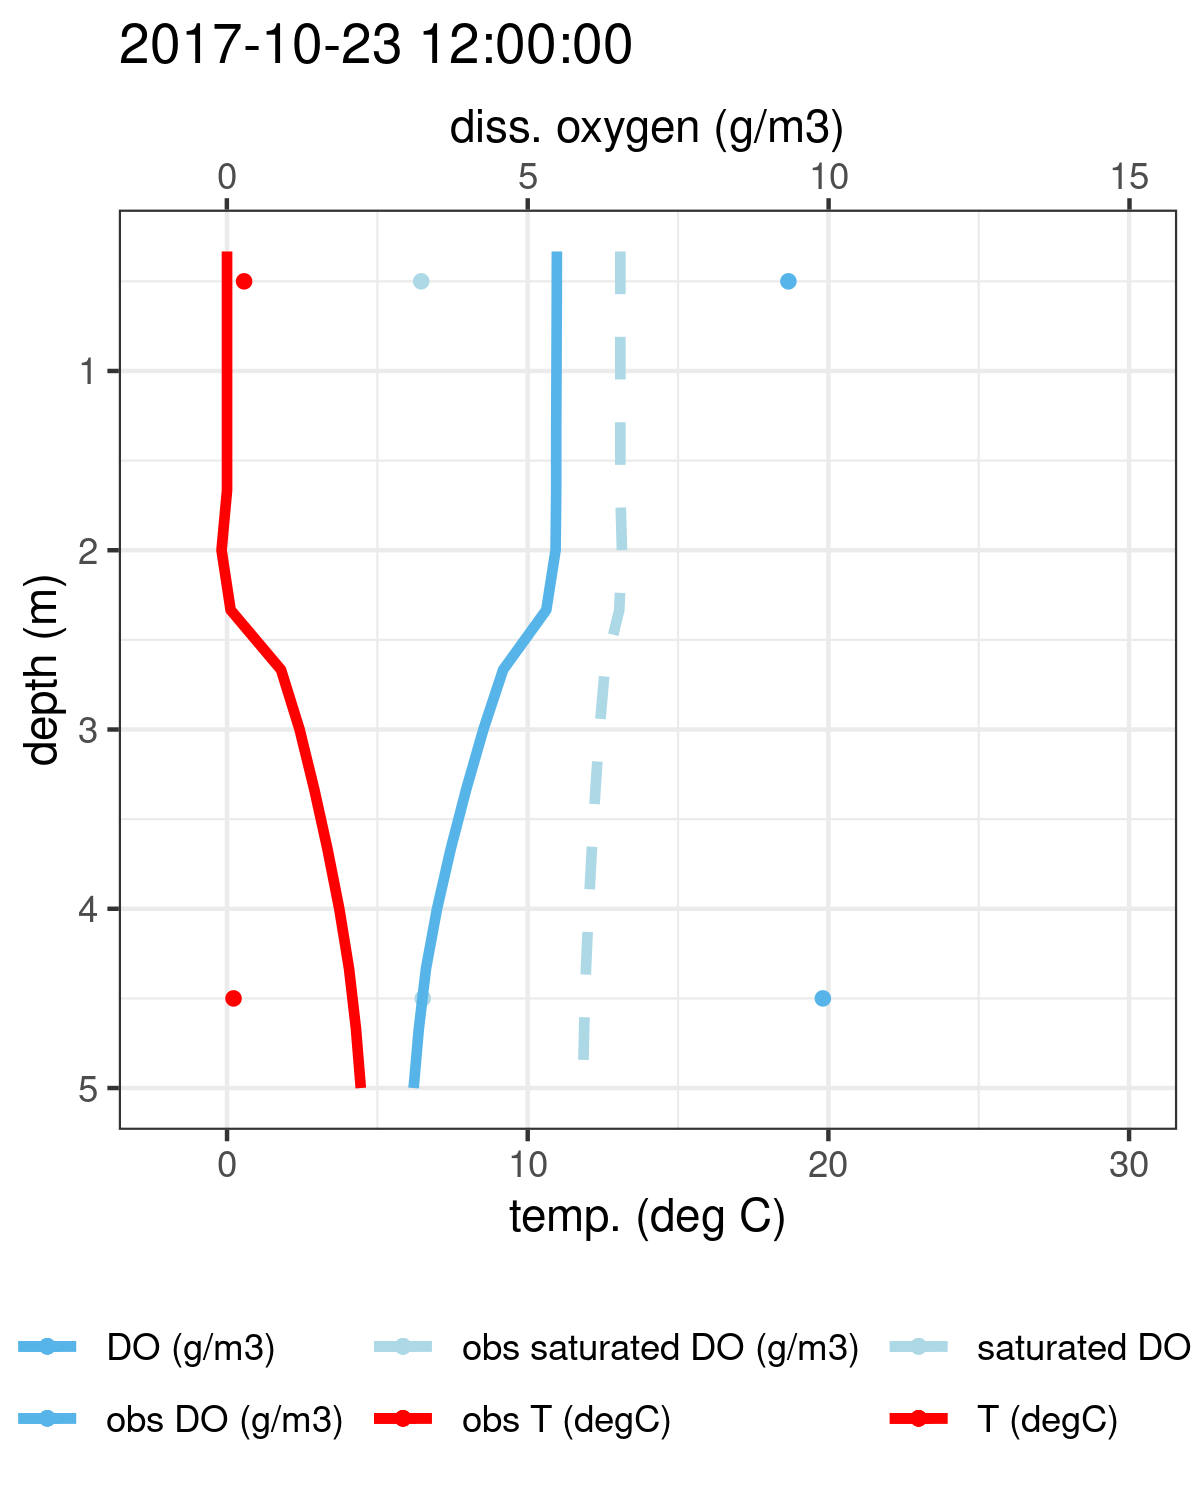 2017-10-23 12:00:00
diss. oxygen (g/m3)
0 5 10 15
1
2
3
4
5
depth (m)
0 10 20 30
temp. (deg C)
DO (g/m3) obs saturated DO (g/m3) saturated DO
obs DO (g/m3) obs T (degC) T (degC)